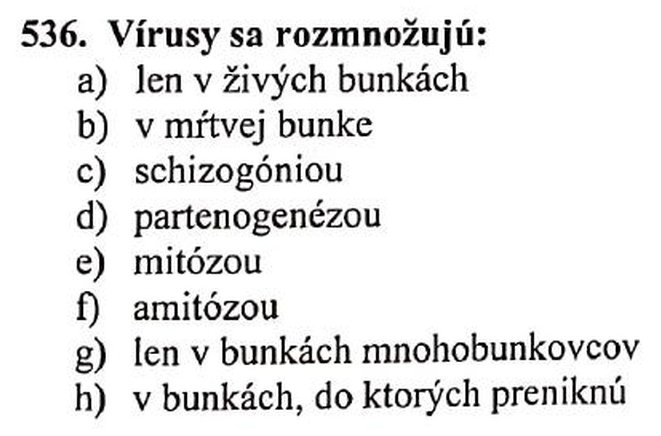 536. Vírusy sa rozmnožujú:
a) len v živých bunkách
b) v mŕtvej bunke
c) schizogóniou
d) partenogenézou
e) mitózou
f) amitózou
g) len v bunkách mnohobunkovcov
h) v bunkách, do ktorých preniknú